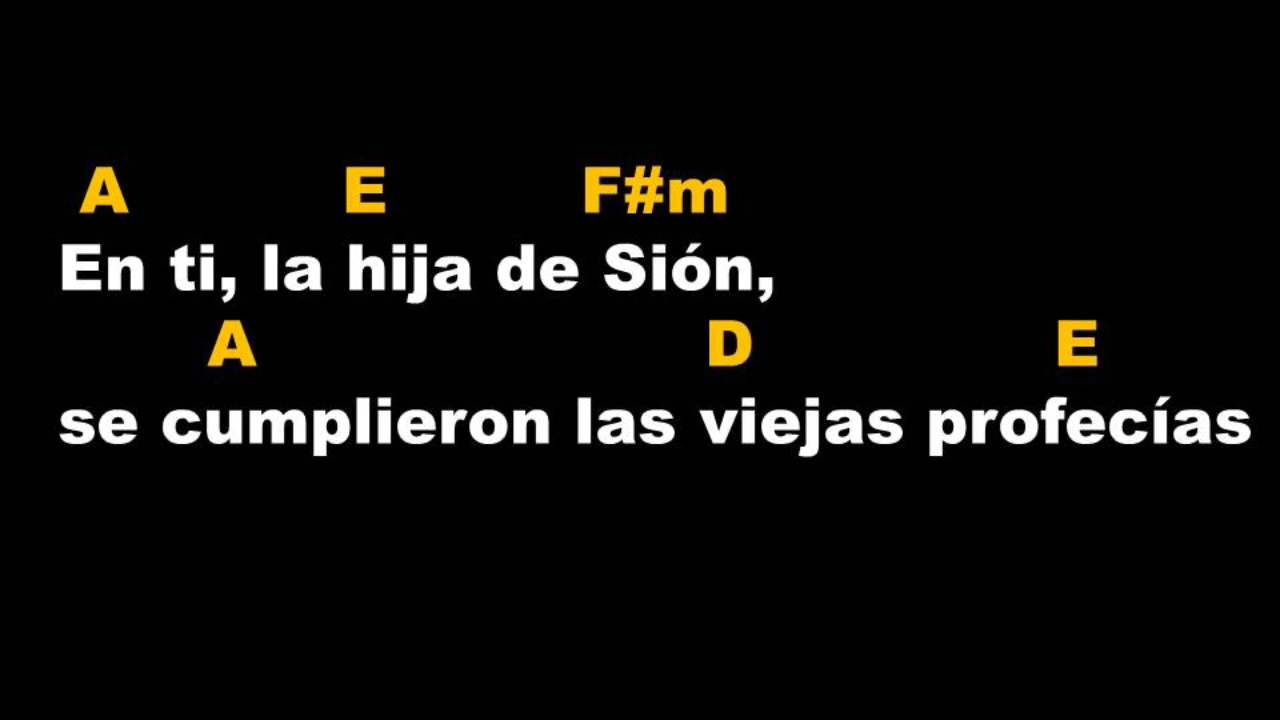 A E F#m
En ti, la hija de Sión,
A D E
se cumplieron las viejas profecías